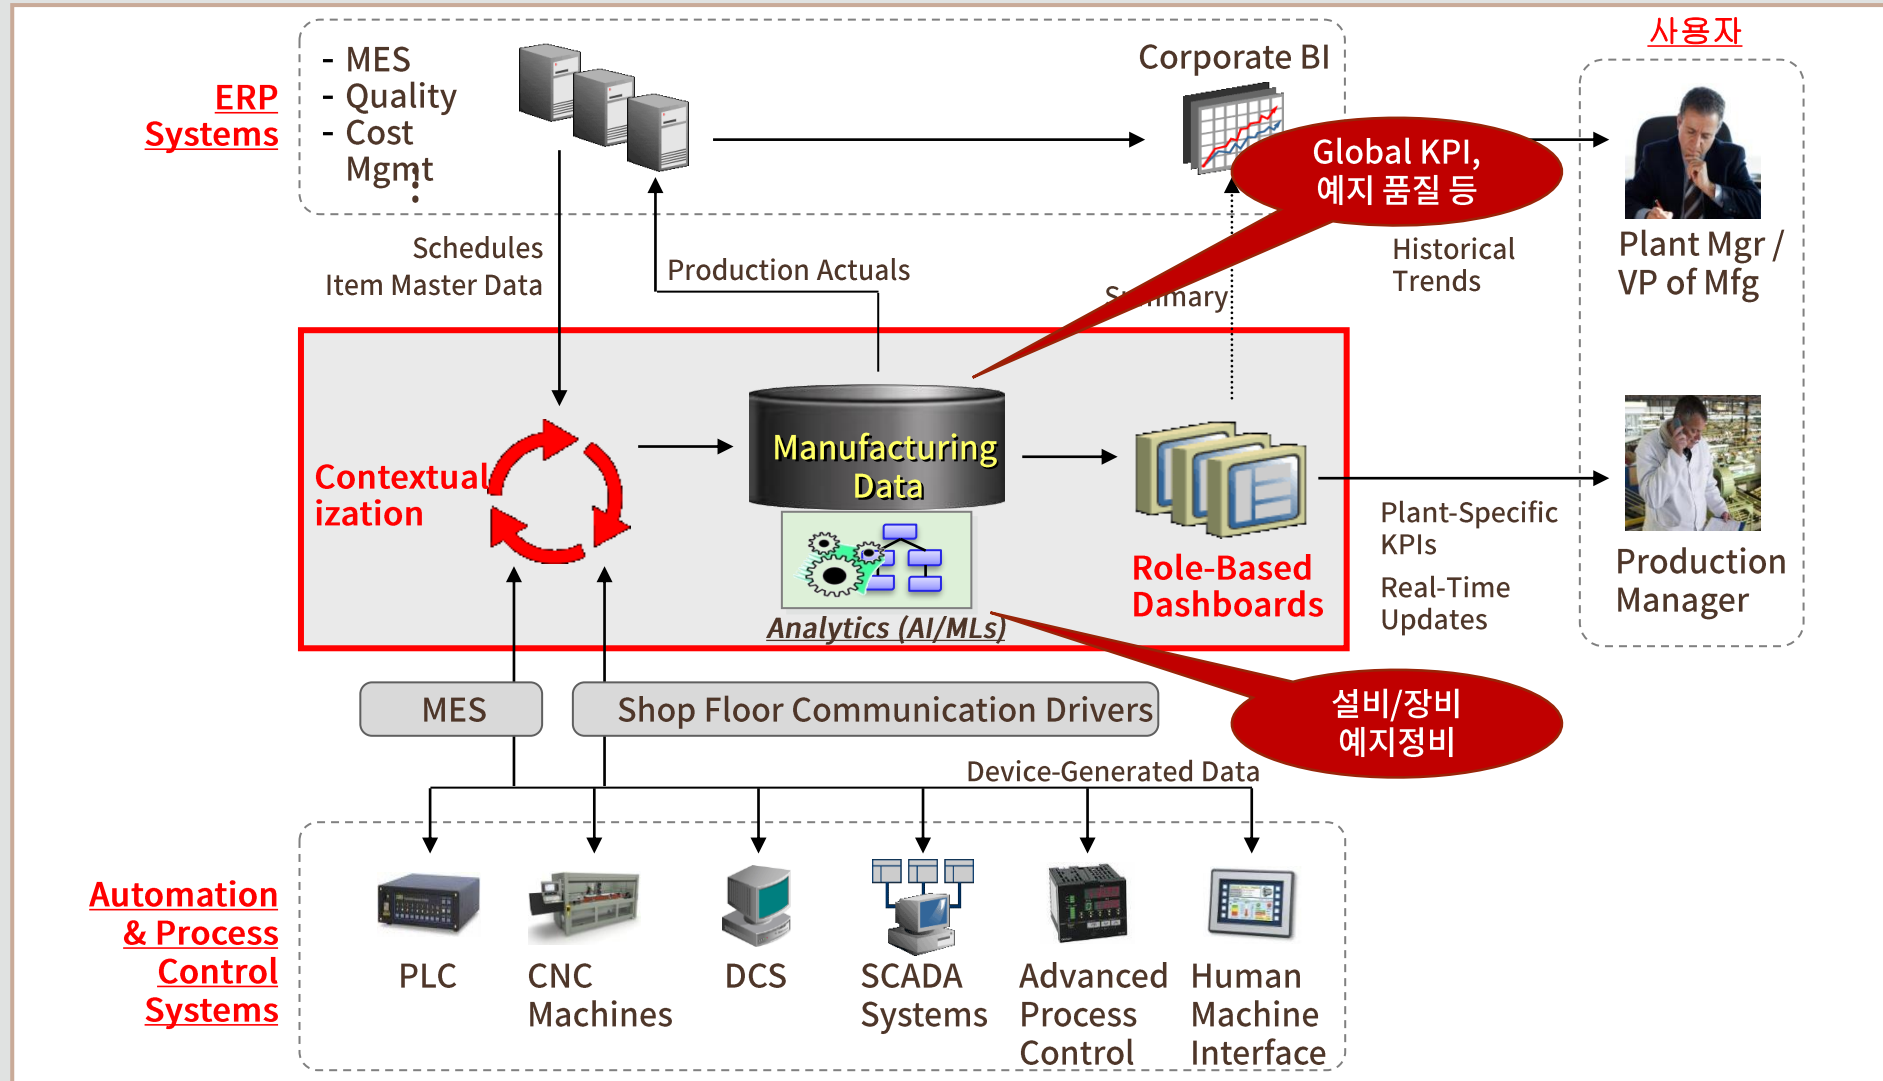 사용자
ERP
Systems
- MES
- Quality
- Cost
Mgmt
Corporate BI
Global KPI,
예지 품질 등
Plant Mgr /
VP of Mfg
Historical
Trends
Schedules
Item Master Data
Production Actuals
Summary
Contextual
ization
Manufacturing
Data
Analytics (AI/MLs)
Role-Based
Dashboards
Plant-Specific
KPIs
Real-Time
Updates
Production
Manager
MES
Shop Floor Communication Drivers
설비/장비
예지정비
Device-Generated Data
Automation
& Process
Control
Systems
PLC
CNC
Machines
DCS
SCADA
Systems
Advanced
Process
Control
Human
Machine
Interface